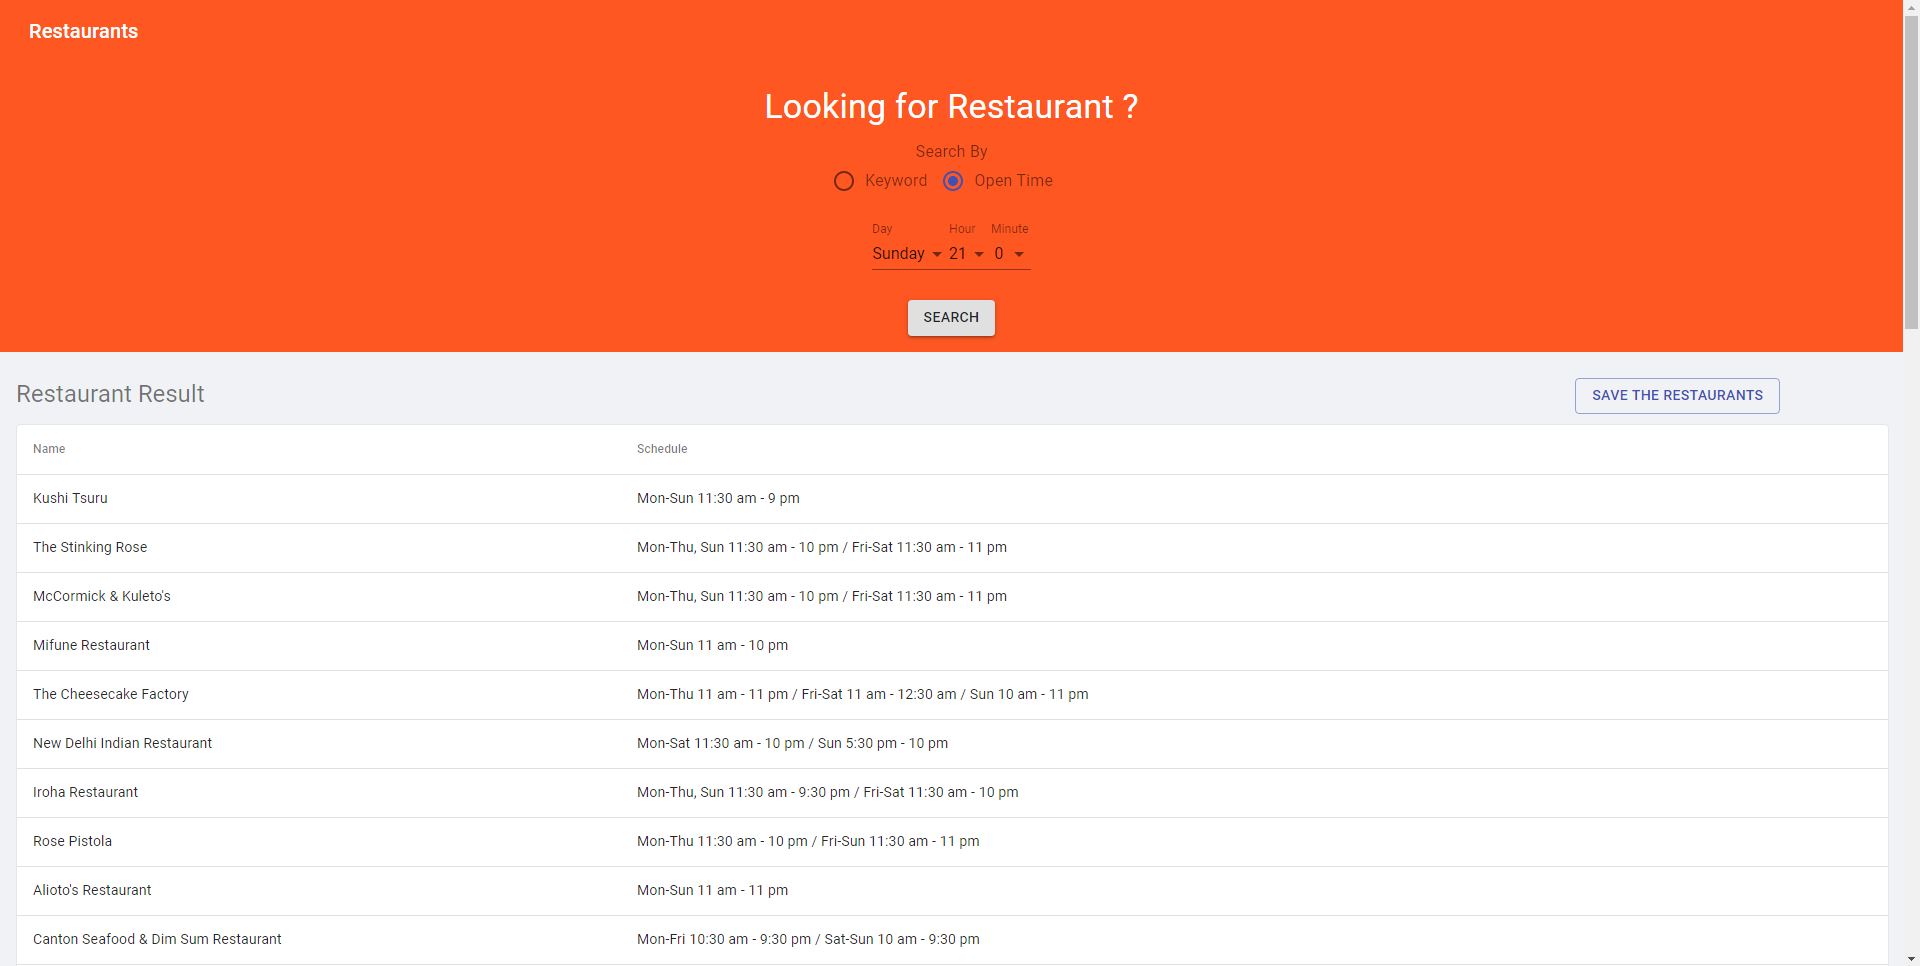 Restaurants
Looking for Restaurant ?
Search By
Keyword Open Time
Day Hour Minute
Sunday 21 0
SEARCH
Restaurant Result
SAVE THE RESTAURANTS
Name Schedule
Kushi Tsuru Mon-Sun 11:30 am - 9 pm
The Stinking Rose Mon-Thu, Sun 11:30 am - 10 pm / Fri-Sat 11:30 am - 11 pm
McCormick & Kuleto's Mon-Thu, Sun 11:30 am - 10 pm / Fri-Sat 11:30 am - 11 pm
Mifune Restaurant Mon-Sun 11 am - 10 pm
The Cheesecake Factory Mon-Thu 11 am - 11 pm / Fri-Sat 11 am - 12:30 am / Sun 10 am - 11 pm
New Delhi Indian Restaurant Mon-Sat 11:30 am - 10 pm / Sun 5:30 pm - 10 pm
Iroha Restaurant Mon-Thu, Sun 11:30 am - 9:30 pm / Fri-Sat 11:30 am - 10 pm
Rose Pistola Mon-Thu 11:30 am - 10 pm / Fri-Sun 11:30 am - 11 pm
Alioto's Restaurant Mon-Sun 11 am - 11 pm
Canton Seafood & Dim Sum Restaurant Mon-Fri 10:30 am - 9:30 pm / Sat-Sun 10 am - 9:30 pm